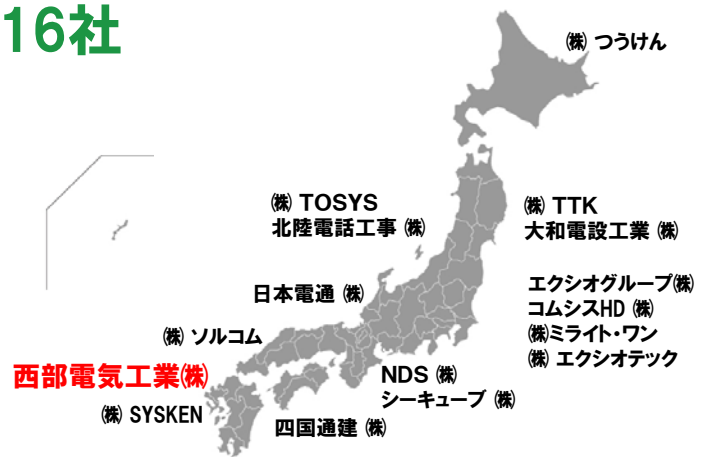 16社
㈱ つうけん
㈱ TOSYS
北陸電話工事 ㈱
㈱ TTK
大和電設工業 ㈱
日本電通 ㈱
エクシオグループ㈱
コムシスHD ㈱
㈱ミライト・ワン
㈱ エクシオテック
㈱ ソルコム
西部電気工業㈱
㈱ SYSKEN
NDS ㈱
シーキューブ ㈱
四国通建 ㈱